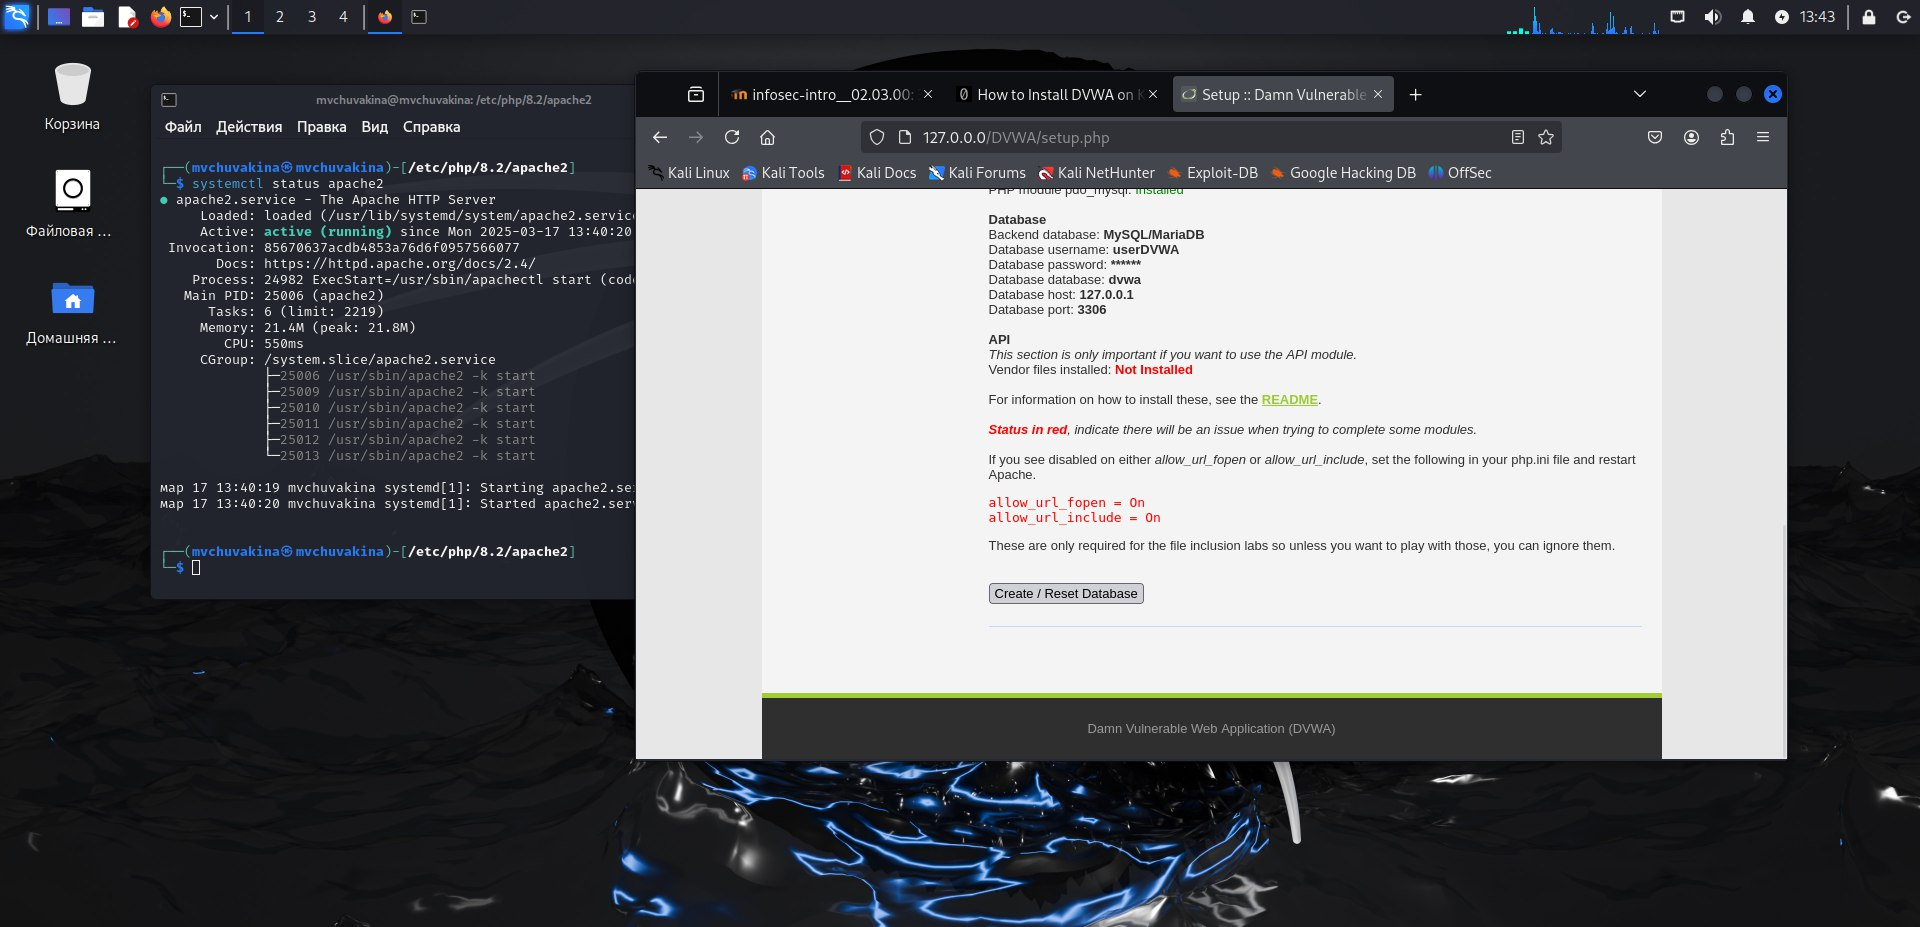 1 2 3 4
13:43
Корзина
Файловая ...
Домашняя ...
mvchuvakina@mvchuvakina: /etc/php/8.2/apache2
Файл Действия Правка Вид Справка
┌──(mvchuvakina㉿mvchuvakina)-[/etc/php/8.2/apache2]
└─$ systemctl status apache2
● apache2.service - The Apache HTTP Server
Loaded: loaded (/usr/lib/systemd/system/apache2.service
Active: active (running) since Mon 2025-03-17 13:40:20
Invocation: 85670637acdb4853a76d6f0957566077
Docs: https://httpd.apache.org/docs/2.4/
Process: 24982 ExecStart=/usr/sbin/apachectl start (code
Main PID: 25006 (apache2)
Tasks: 6 (limit: 2219)
Memory: 21.4M (peak: 21.8M)
CPU: 550ms
CGroup: /system.slice/apache2.service
├─25006 /usr/sbin/apache2 -k start
├─25009 /usr/sbin/apache2 -k start
├─25010 /usr/sbin/apache2 -k start
├─25011 /usr/sbin/apache2 -k start
├─25012 /usr/sbin/apache2 -k start
└─25013 /usr/sbin/apache2 -k start
мар 17 13:40:19 mvchuvakina systemd[1]: Starting apache2.se
мар 17 13:40:20 mvchuvakina systemd[1]: Started apache2.ser
┌──(mvchuvakina㉿mvchuvakina)-[/etc/php/8.2/apache2]
└─$
infosec-intro__02.03.00: How to Install DVWA on K Setup :: Damn Vulnerable
127.0.0.0/DVWA/setup.php
Kali Linux Kali Tools Kali Docs Kali Forums Kali NetHunter Exploit-DB Google Hacking DB OffSec
PHP module pdo_mysql: Installed
Database
Backend database: MySQL/MariaDB
Database username: userDVWA
Database password: ******
Database database: dvwa
Database host: 127.0.0.1
Database port: 3306
API
This section is only important if you want to use the API module.
Vendor files installed: Not Installed
For information on how to install these, see the README.
Status in red, indicate there will be an issue when trying to complete some modules.
If you see disabled on either allow_url_fopen or allow_url_include, set the following in your php.ini file and restart
Apache.
allow_url_fopen = On
allow_url_include = On
These are only required for the file inclusion labs so unless you want to play with those, you can ignore them.
Create / Reset Database
Damn Vulnerable Web Application (DVWA)